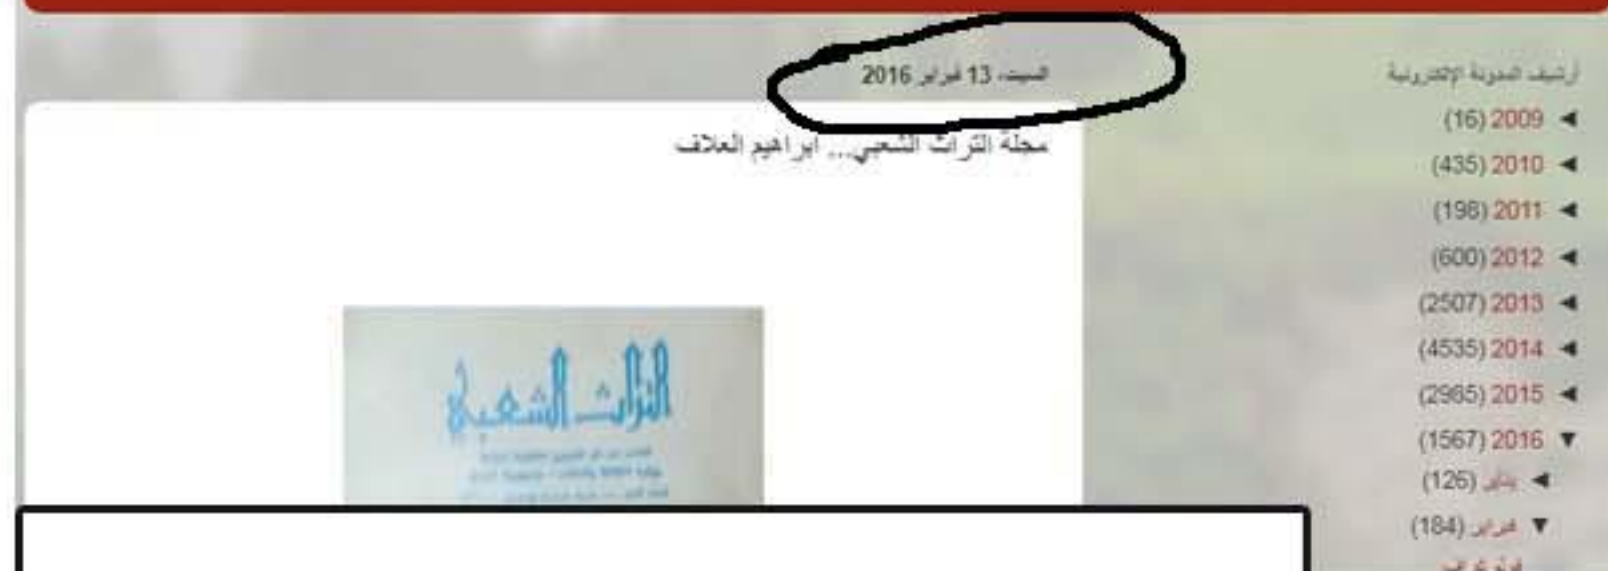 السبت، 13 فبراير 2016
مجلة التراث الشعبي... ابراهيم العلاف
التراث الشعبي
أرشيف المدونة الإلكترونية
◄ 2009 (16)
◄ 2010 (435)
◄ 2011 (198)
◄ 2012 (600)
◄ 2013 (2507)
◄ 2014 (4535)
◄ 2015 (2985)
▼ 2016 (1567)
◄ يناير (126)
▼ فبراير (184)